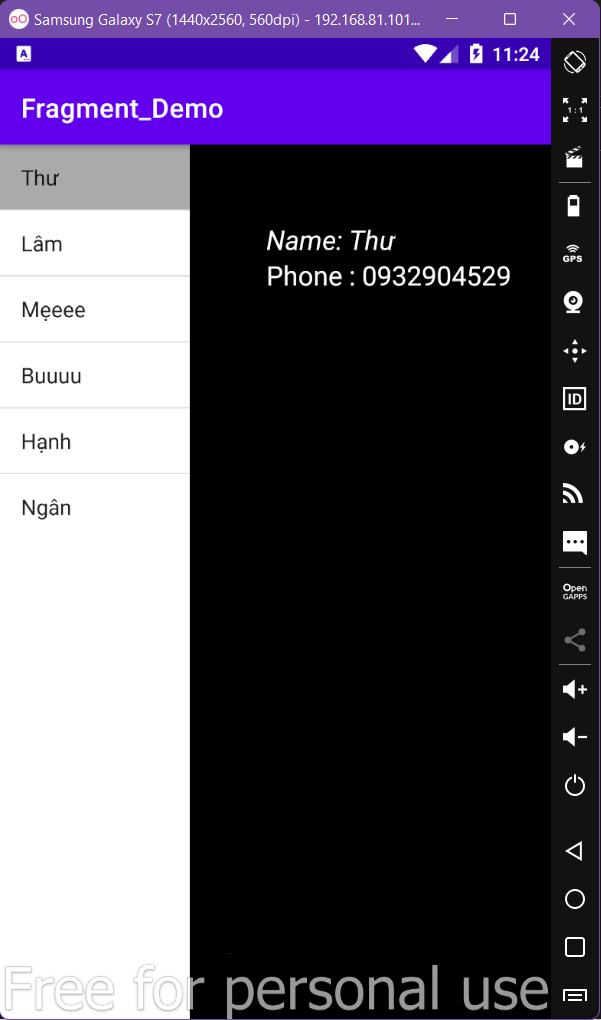 Samsung Galaxy S7 (1440x2560, 560dpi) - 192.168.81.101...
A
11:24
Fragment_Demo
1:1
Thư
Lâm
Mẹeee
Buuuu
Hạnh
Ngân
Name: Thư
Phone : 0932904529
GPS
ID
Open
GAPPS
Free for personal use